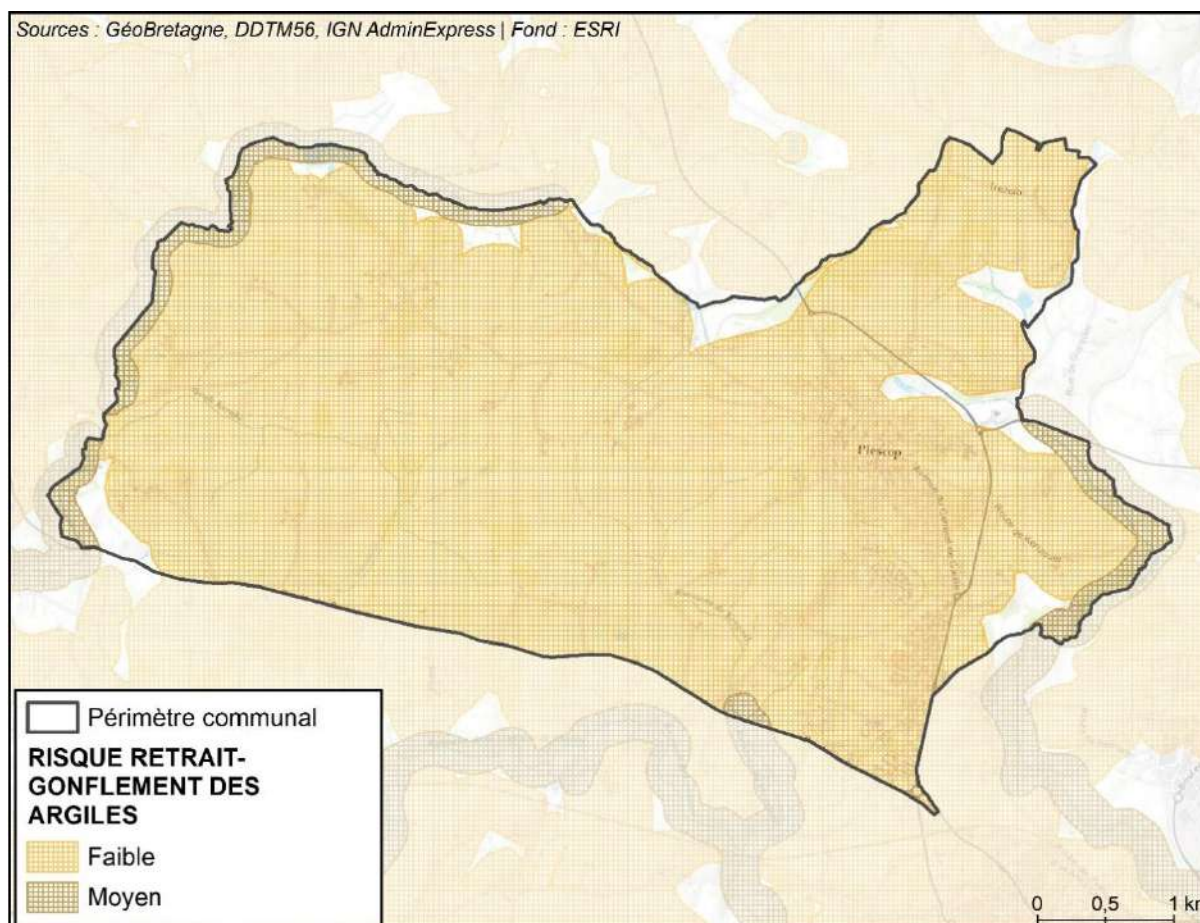 Sources : GéoBretagne, DDTM56, IGN AdminExpress | Fond : ESRI
Plescop
Périmètre communal
RISQUE RETRAIT-
GONFLEMENT DES
ARGILES
Faible
Moyen
0 0,5 1 km